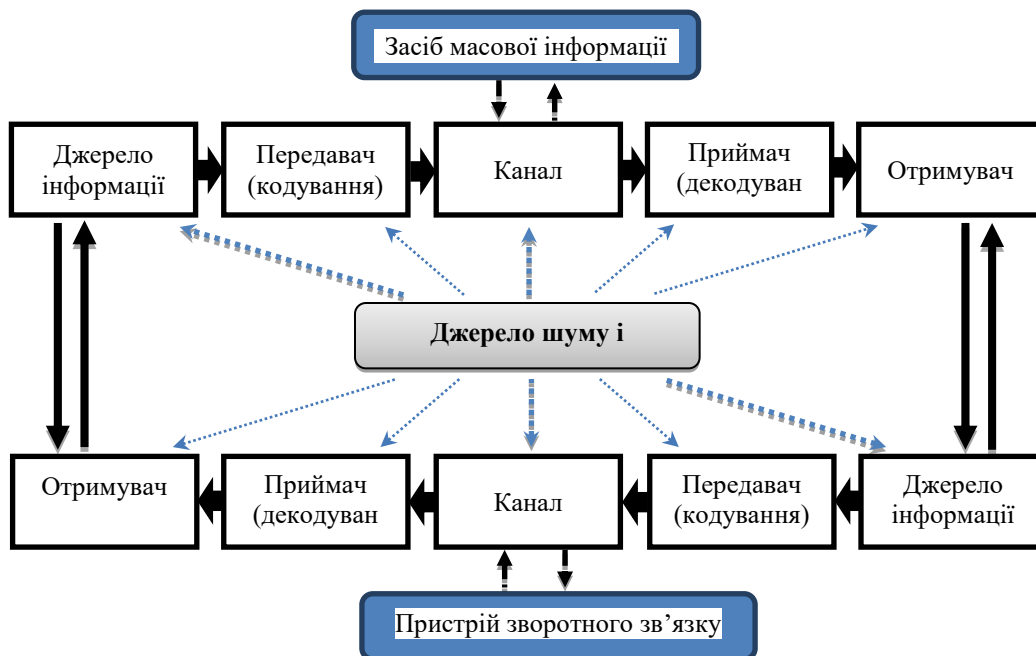 Засіб масової інформації
Джерело
інформації
Передавач
(кодування)
Канал
Приймач
(декодуван
Отримувач
Джерело шуму і
Отримувач
Приймач
(декодуван
Канал
Передавач
(кодування)
Джерело
інформації
Пристрій зворотного зв’язку